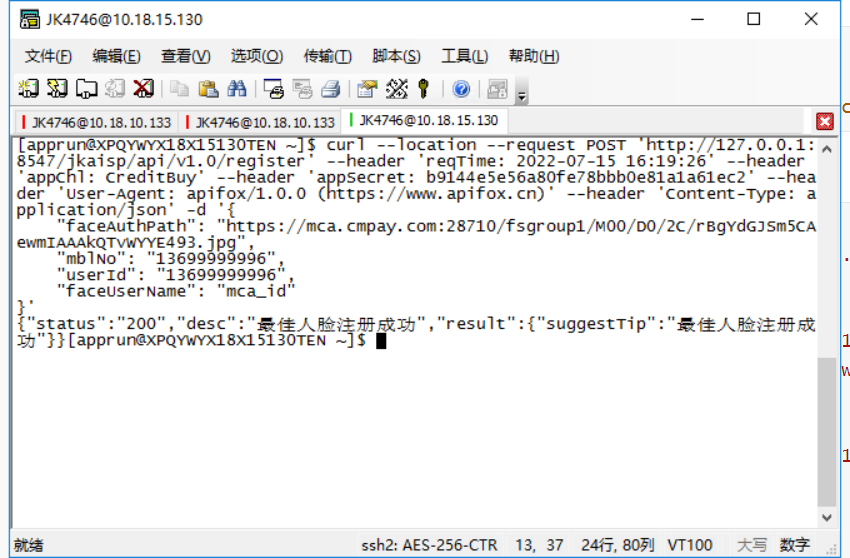 JK4746@10.18.15.130
文件(F) 编辑(E) 查看(V) 选项(O) 传输(T) 脚本(S) 工具(L) 帮助(H)
JK4746@10.18.10.133 JK4746@10.18.10.133 JK4746@10.18.15.130
[apprun@XPQYWYX18X15130TEN ~]$ curl --location --request POST 'http://127.0.0.1:
8547/jkaisp/api/v1.0/register' --header 'reqTime: 2022-07-15 16:19:26' --header
'appChl: CreditBuy' --header 'appSecret: b9144e5e56a80fe78bbb0e81a1a61ec2' --hea
der 'User-Agent: apifox/1.0.0 (https://www.apifox.cn)' --header 'Content-Type: a
pplication/json' -d '{
"faceAuthPath": "https://mca.cmpay.com:28710/fsgroup1/M00/D0/2C/rBgYdGJSm5CA
ewmIAAAkQTvWYYE493.jpg",
"mblNo": "13699999996",
"userId": "13699999996",
"faceUserName": "mca_id"
}'
{"status":"200","desc":"最佳人脸注册成功","result":{"suggestTip":"最佳人脸注册成
功"}}[apprun@XPQYWYX18X15130TEN ~]$
就绪 ssh2: AES-256-CTR 13, 37 24行, 80列 VT100 大写 数字